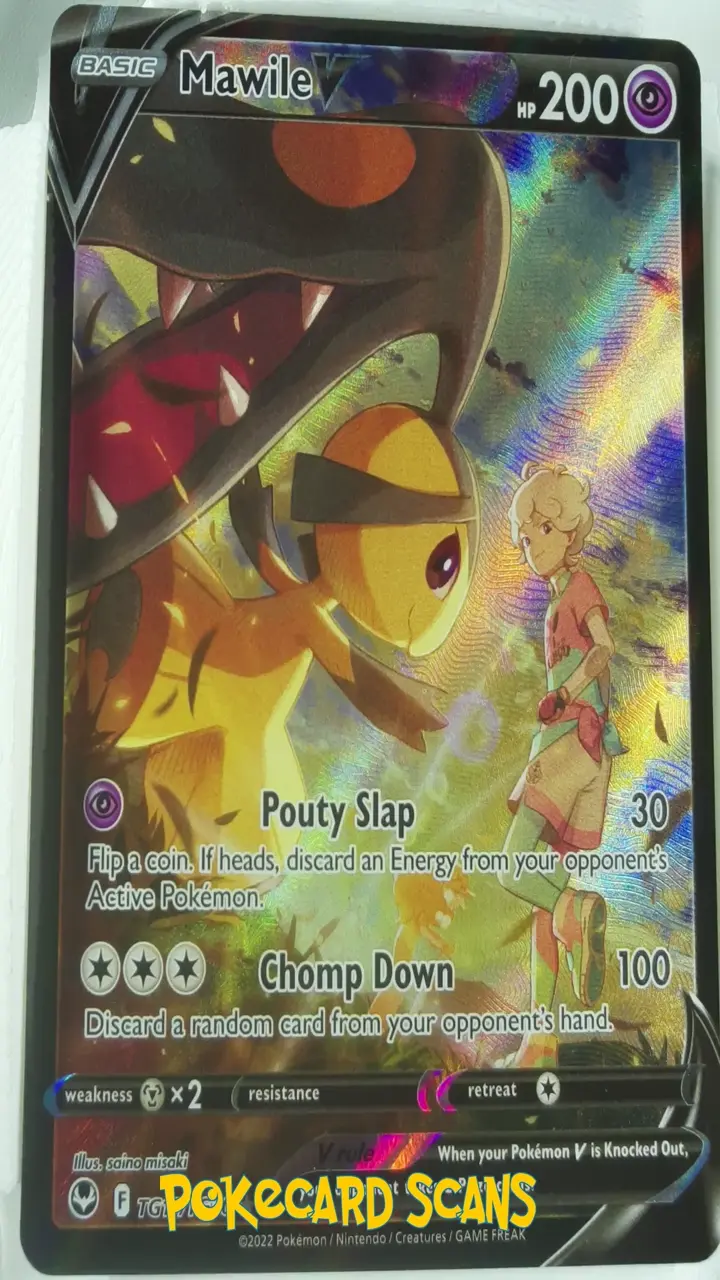 BASIC
Mawile V
HP 200
Pouty Slap 30
Flip a coin. If heads, discard an Energy from your opponent's
Active Pokémon.
Chomp Down 100
Discard a random card from your opponent's hand.
weakness ×2 resistance retreat
Illus. saino misaki
V rule When your Pokémon V is Knocked Out,
F
POKECARD SCANS
©2022 Pokémon / Nintendo / Creatures / GAME FREAK